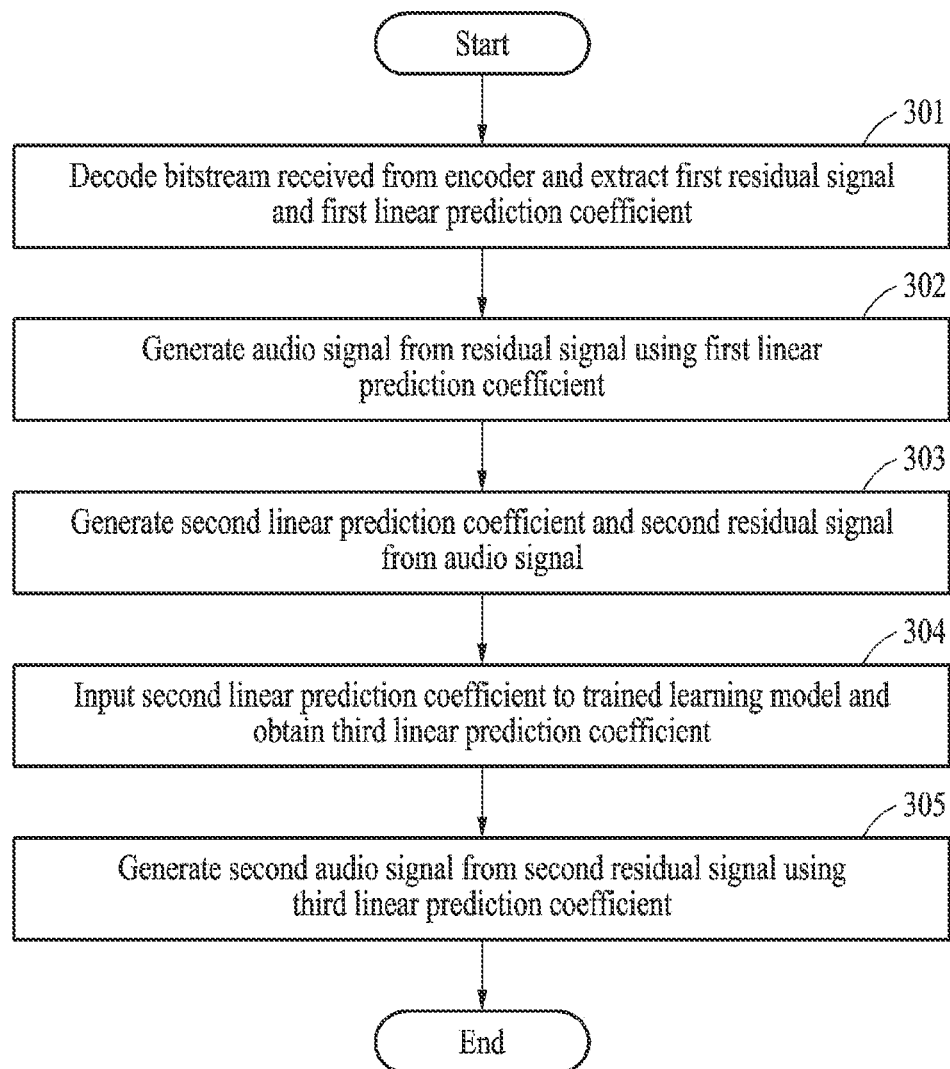 Start
301
Decode bitstream received from encoder and extract first residual signal
and first linear prediction coefficient
302
Generate audio signal from residual signal using first linear
prediction coefficient
303
Generate second linear prediction coefficient and second residual signal
from audio signal
304
Input second linear prediction coefficient to trained learning model and
obtain third linear prediction coefficient
305
Generate second audio signal from second residual signal using
third linear prediction coefficient
End